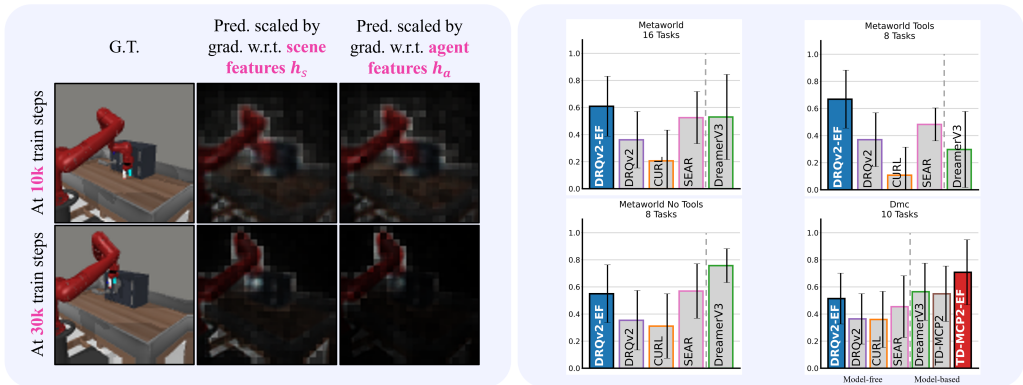 G.T.
Pred. scaled by
grad. w.r.t. scene
features hs
Pred. scaled by
grad. w.r.t. agent
features ha
At 10k train steps
At 30k train steps
Metaworld
16 Tasks
1.0
0.8
0.6
0.4
0.2
0.0
DRQv2-EF
DRQv2
CURL
SEAR
DreamerV3
Metaworld Tools
8 Tasks
1.0
0.8
0.6
0.4
0.2
0.0
DRQv2-EF
DRQv2
CURL
SEAR
DreamerV3
Metaworld No Tools
8 Tasks
1.0
0.8
0.6
0.4
0.2
0.0
DRQv2-EF
DRQv2
CURL
SEAR
DreamerV3
Dmc
10 Tasks
1.0
0.8
0.6
0.4
0.2
0.0
DRQv2-EF
DRQv2
CURL
SEAR
DreamerV3
TD-MCP2
TD-MCP2-EF
Model-free
Model-based